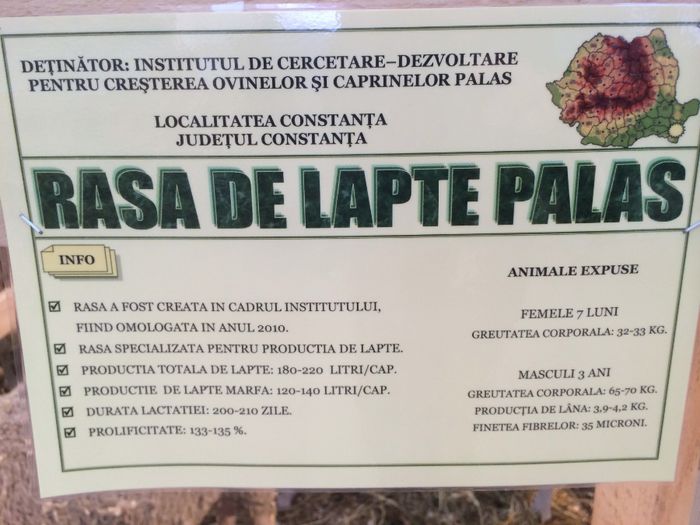 DEȚINĂTOR: INSTITUTUL DE CERCETARE–DEZVOLTARE
PENTRU CREȘTEREA OVINELOR ȘI CAPRINELOR PALAS
LOCALITATEA CONSTANȚA
JUDEȚUL CONSTANȚA
RASA DE LAPTE PALAS
INFO
RASA A FOST CREATA IN CADRUL INSTITUTULUI,
FIIND OMOLOGATA IN ANUL 2010.
RASA SPECIALIZATA PENTRU PRODUCTIA DE LAPTE.
PRODUCTIA TOTALA DE LAPTE: 180-220 LITRI/CAP.
PRODUCTIE DE LAPTE MARFA: 120-140 LITRI/CAP.
DURATA LACTATIEI: 200-210 ZILE.
PROLIFICITATE: 133-135 %.
ANIMALE EXPUSE
FEMELE 7 LUNI
GREUTATEA CORPORALA: 32-33 KG.
MASCULI 3 ANI
GREUTATEA CORPORALA: 65-70 KG.
PRODUCȚIA DE LÂNA: 3,9-4,2 KG.
FINETEA FIBRELOR: 35 MICRONI.